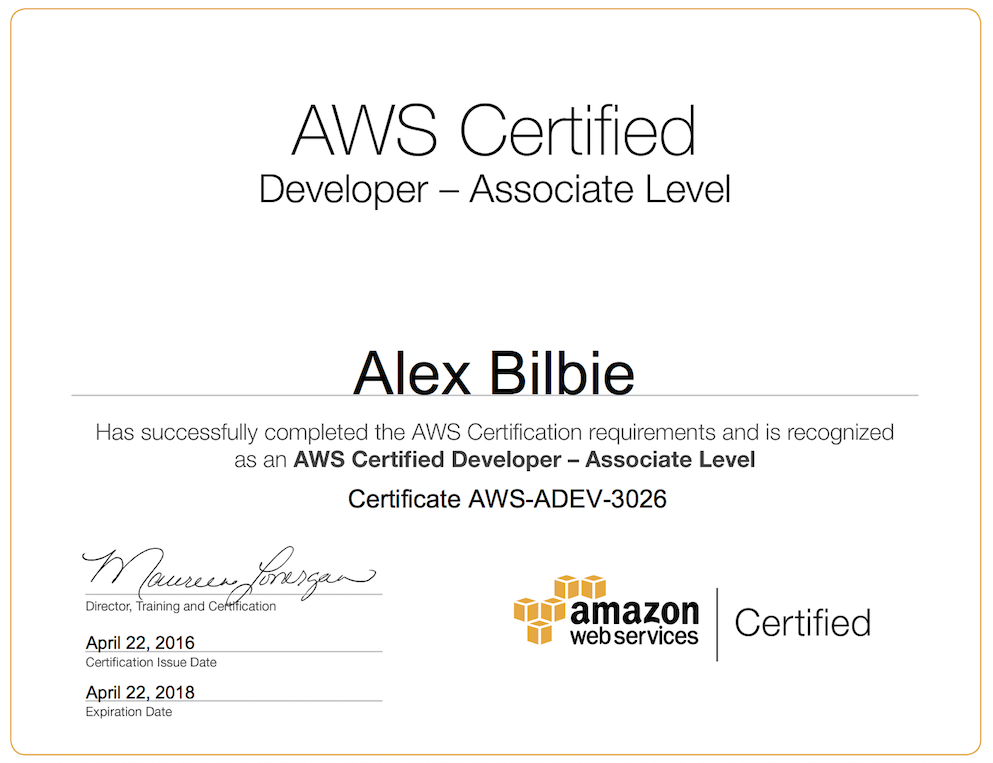 AWS Certified
Developer – Associate Level
Alex Bilbie
Has successfully completed the AWS Certification requirements and is recognized
as an AWS Certified Developer – Associate Level
Certificate AWS-ADEV-3026
Maureen Lonergan
Director, Training and Certification
April 22, 2016
Certification Issue Date
April 22, 2018
Expiration Date
amazon
web services
Certified